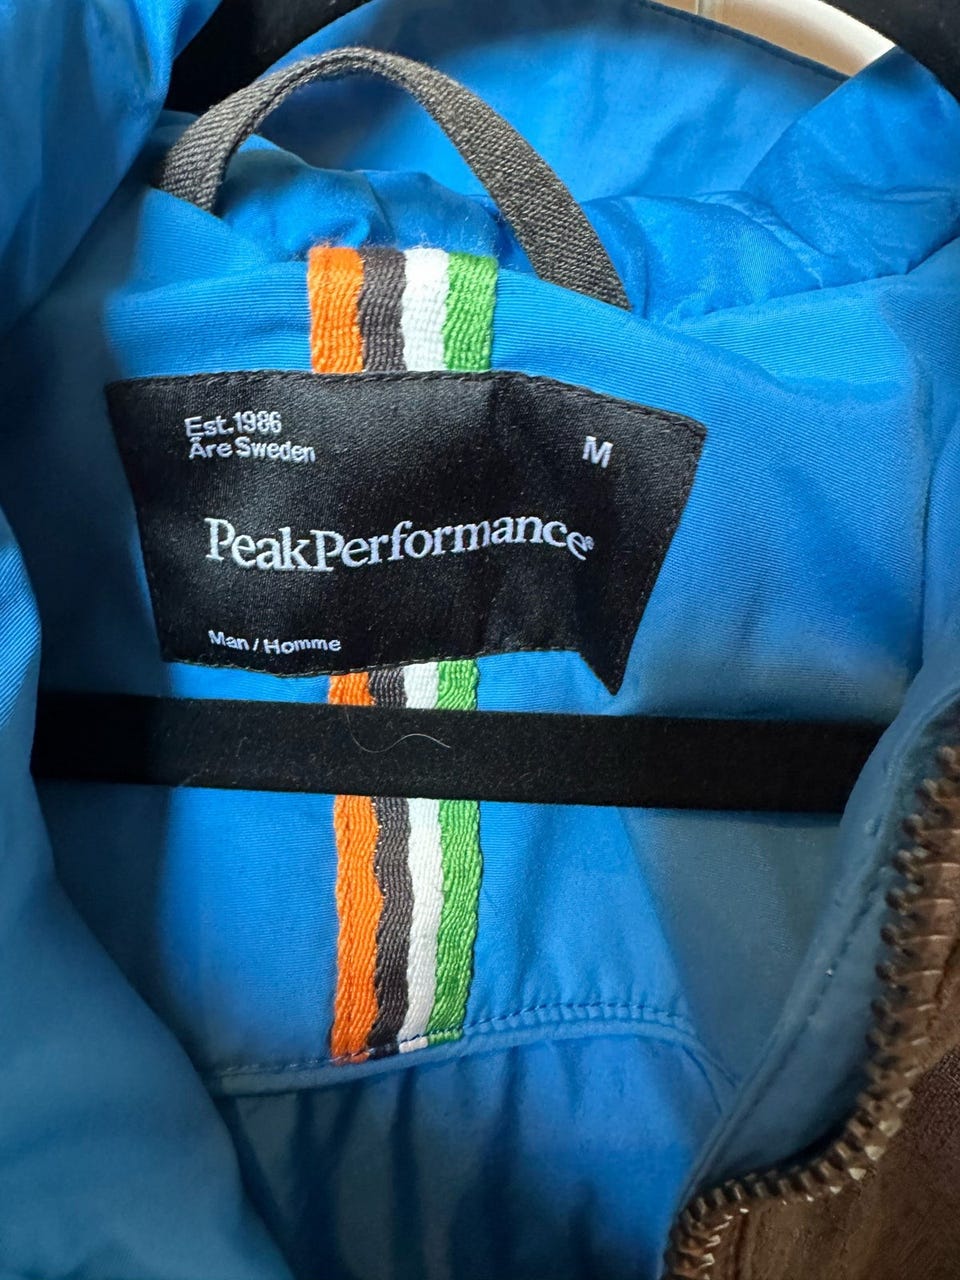 Est.1986
Åre Sweden
M
PeakPerformance®
Man / Homme